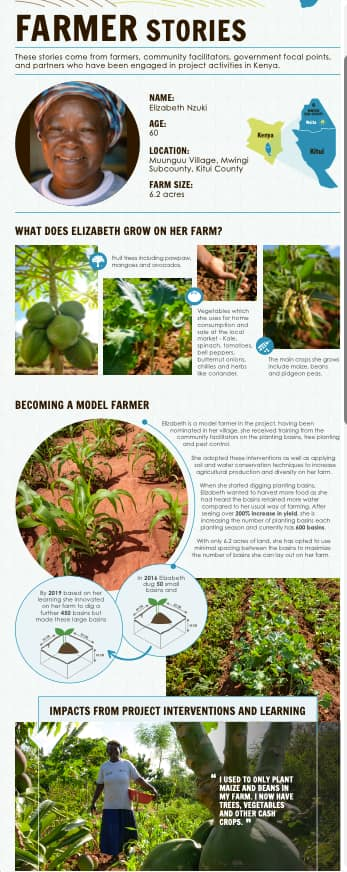 FARMER STORIES
These stories come from farmers, community facilitators, government focal points,
and partners who have been engaged in project activities in Kenya.
NAME:
Elizabeth Nzuki
AGE:
60
LOCATION:
Muunguu Village, Mwingi
Subcounty, Kitui County
FARM SIZE:
6.2 acres
Kenya
Kitui
WHAT DOES ELIZABETH GROW ON HER FARM?
Fruit trees including pawpaw,
mangoes and avocados.
Vegetables which
she uses for home
consumption and
sale at the local
market - Kale,
spinach, tomatoes,
bell peppers,
butternut onions,
chillies and herbs
like coriander.
The main crops she grows
include maize, beans
and pidgeon peas.
BECOMING A MODEL FARMER
Elizabeth is a model farmer in the project, having been
nominated in her village, she received training from the
community facilitators on the planting basins, tree planting
and pest control.
She adopted these interventions as well as applying
soil and water conservation techniques to increase
agricultural production and diversity on her farm.
When she started digging planting basins,
Elizabeth wanted to harvest more food as she
had heard the basins retained more water
compared to her usual way of farming. After
seeing over 200% increase in yield, she is
increasing the number of planting basins each
planting season and currently has 600 basins.
With only 6.2 acres of land, she has opted to use
minimal spacing between the basins to maximize
the number of basins she can lay out on her farm.
In 2016 Elizabeth
dug 50 small
basins and
By 2019 based on her
learning she innovated
on her farm to dig a
further 450 basins but
made these large basins
IMPACTS FROM PROJECT INTERVENTIONS AND LEARNING
" I USED TO ONLY PLANT
MAIZE AND BEANS IN
MY FARM. I NOW HAVE
TREES, VEGETABLES
AND OTHER CASH
CROPS. "